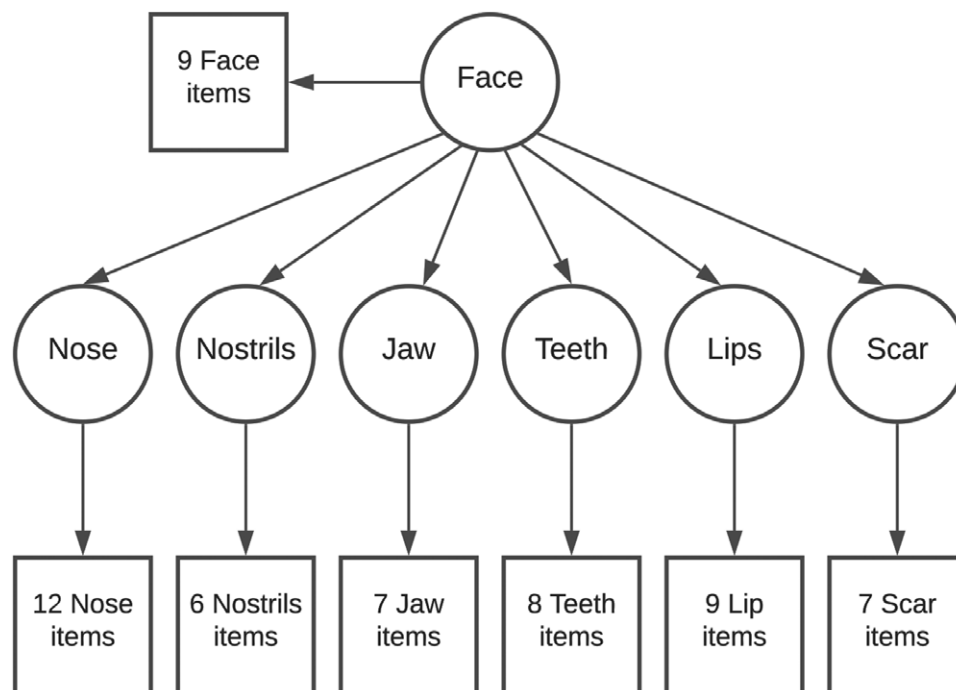 9 Face
items
Face
Nose
Nostrils
Jaw
Teeth
Lips
Scar
12 Nose
items
6 Nostrils
items
7 Jaw
items
8 Teeth
items
9 Lip
items
7 Scar
items